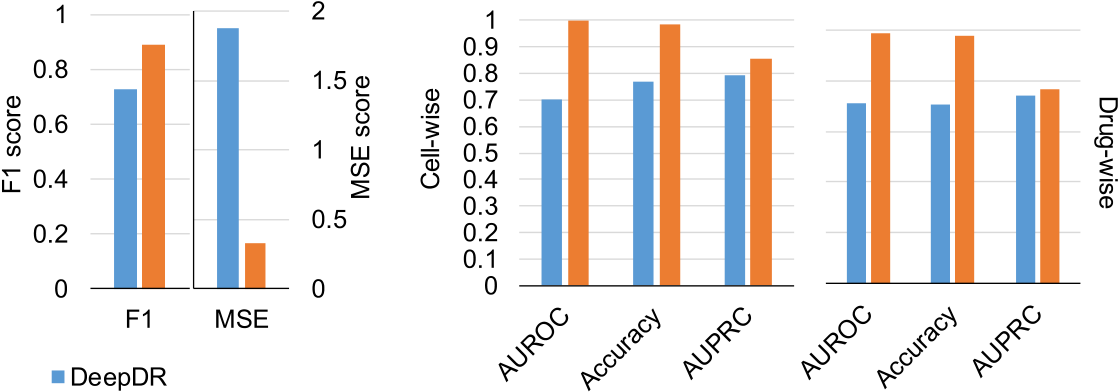 F1 score
1
0.8
0.6
0.4
0.2
0
F1
MSE
2
1.5
1
0.5
0
MSE score
DeepDR
Cell-wise
1
0.9
0.8
0.7
0.6
0.5
0.4
0.3
0.2
0.1
0
AUROC
Accuracy
AUPRC
AUROC
Accuracy
AUPRC
Drug-wise